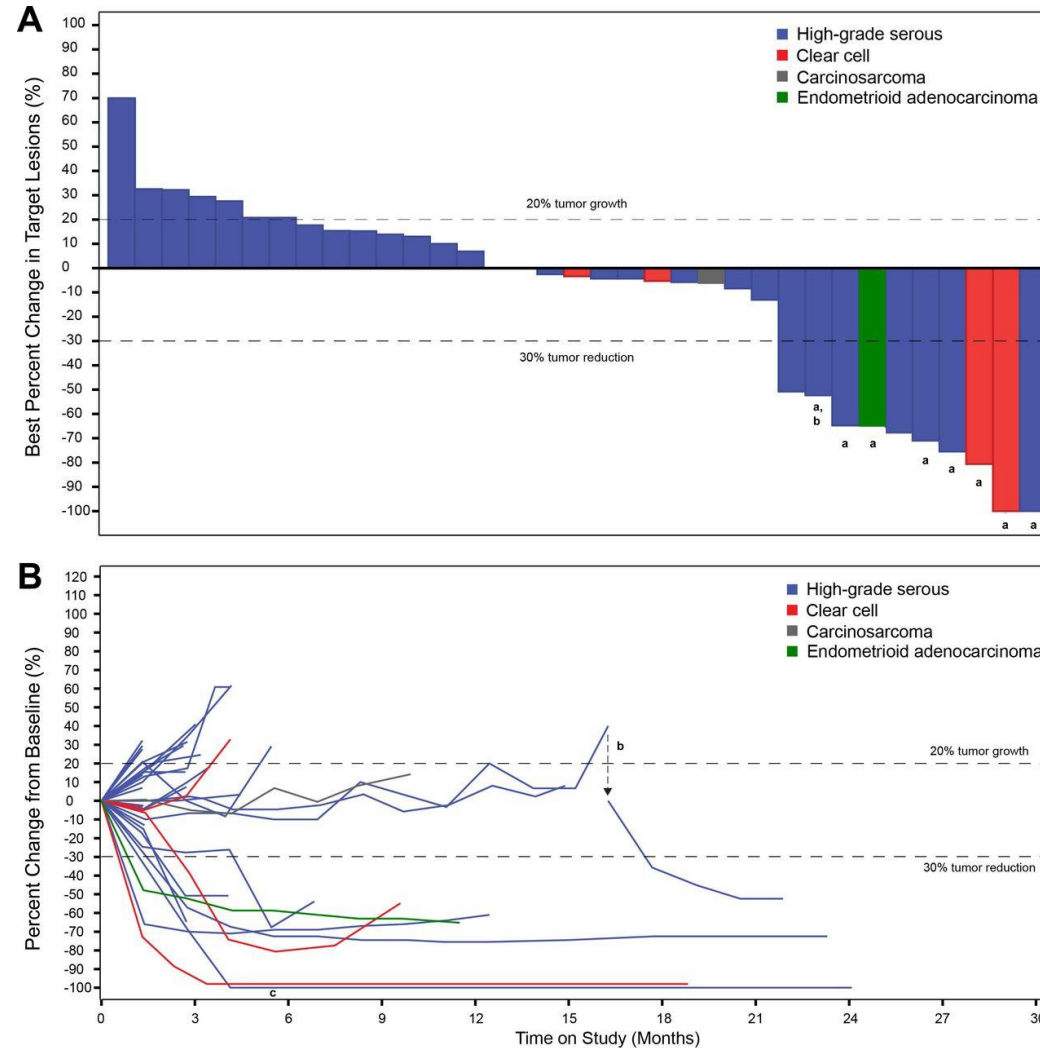 A
Best Percent Change in Target Lesions (%)
100
90
80
70
60
50
40
30
20
10
0
-10
-20
-30
-40
-50
-60
-70
-80
-90
-100
High-grade serous
Clear cell
Carcinosarcoma
Endometrioid adenocarcinoma
20% tumor growth
30% tumor reduction
a,
b
a
a
a
a
a
a
a
B
Percent Change from Baseline (%)
120
110
100
90
80
70
60
50
40
30
20
10
0
-10
-20
-30
-40
-50
-60
-70
-80
-90
-100
High-grade serous
Clear cell
Carcinosarcoma
Endometrioid adenocarcinoma
b
20% tumor growth
30% tumor reduction
c
0 3 6 9 12 15 18 21 24 27 30
Time on Study (Months)